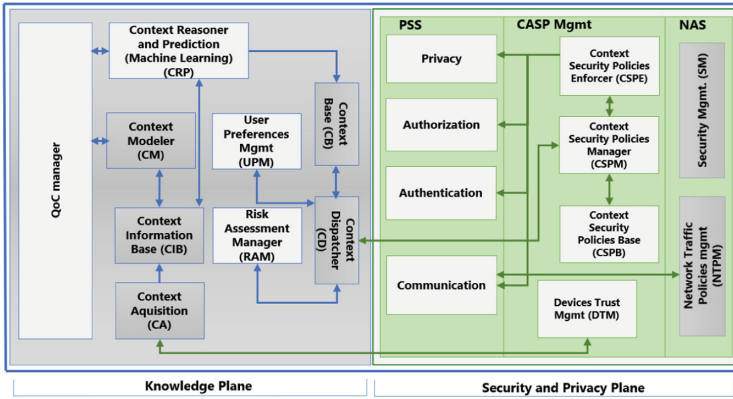 QoC manager
Context Reasoner
and Prediction
(Machine Learning)
(CRP)
Context
Modeler
(CM)
Context
Information
Base (CIB)
Context
Aquisition
(CA)
User
Preferences
Mgmt
(UPM)
Risk
Assessment
Manager
(RAM)
Context
Base (CB)
Context
Dispatcher
(CD)
PSS
Privacy
Authorization
Authentication
Communication
CASP Mgmt
Context
Security Policies
Enforcer (CSPE)
Context
Security Policies
Manager
(CSPM)
Context
Security
Policies Base
(CSPB)
Devices Trust
Mgmt (DTM)
NAS
Security Mgmt. (SM)
Network Traffic
Policies mgmt
(NTPM)
Knowledge Plane
Security and Privacy Plane